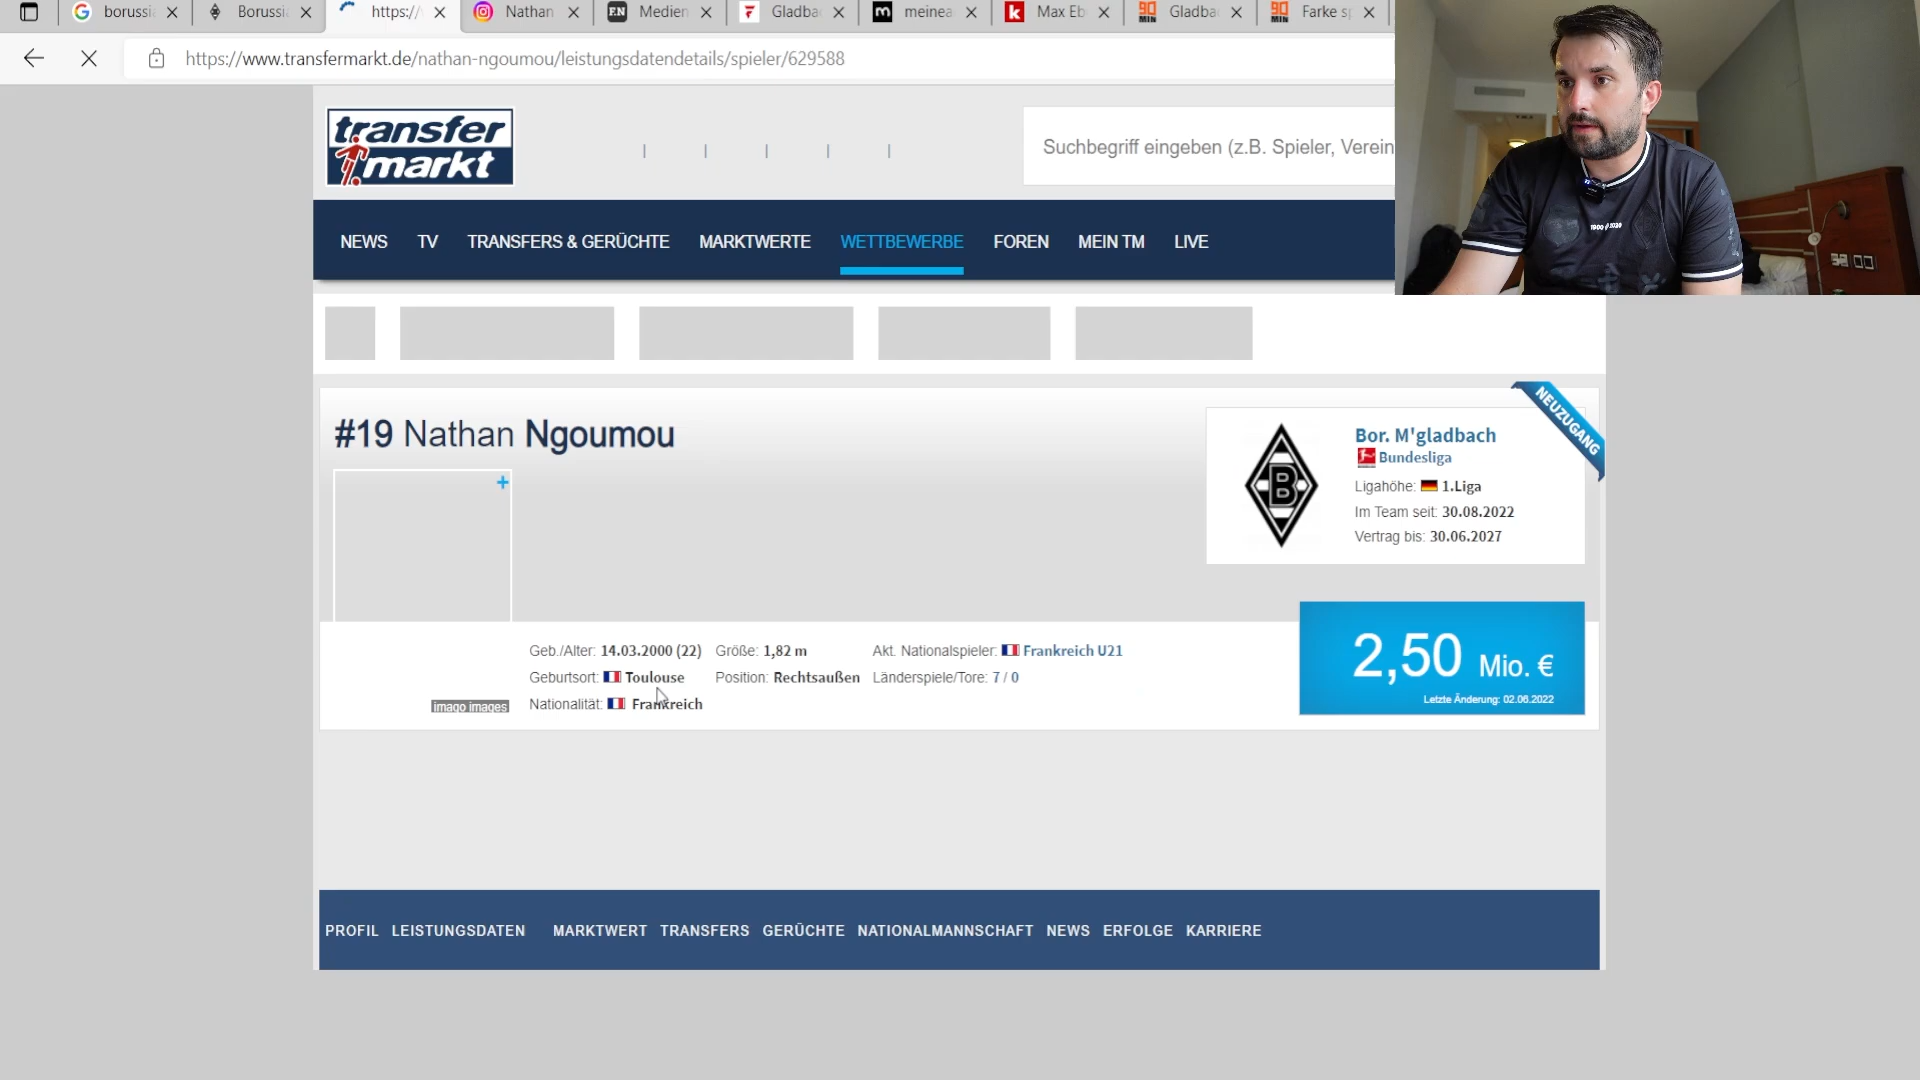 borussi
Borussi
https://
Nathan
Medien
Gladba
meinea
Max Eb
Gladba
Farke s
https://www.transfermarkt.de/nathan-ngoumou/leistungsdatendetails/spieler/629588
transfer
markt
Suchbegriff eingeben (z.B. Spieler, Verein
NEWS TV TRANSFERS & GERÜCHTE MARKTWERTE WETTBEWERBE FOREN MEIN TM LIVE
#19 Nathan Ngoumou
NEUZUGANG
Bor. M'gladbach
Bundesliga
Ligahöhe: 1.Liga
Im Team seit: 30.08.2022
Vertrag bis: 30.06.2027
Geb./Alter: 14.03.2000 (22) Größe: 1,82 m Akt. Nationalspieler: Frankreich U21
Geburtsort: Toulouse Position: Rechtsaußen Länderspiele/Tore: 7 / 0
Nationalität: Frankreich
imago images
2,50 Mio. €
Letzte Änderung: 02.06.2022
PROFIL LEISTUNGSDATEN MARKTWERT TRANSFERS GERÜCHTE NATIONALMANNSCHAFT NEWS ERFOLGE KARRIERE